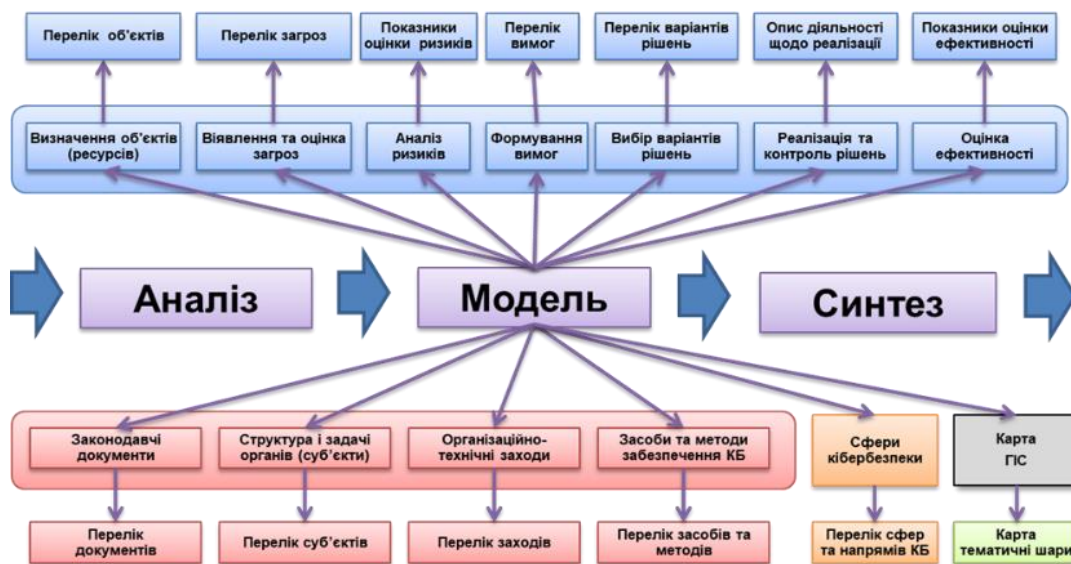 Перелік об'єктів
Перелік загроз
Показники
оцінки ризиків
Перелік
вимог
Перелік варіантів
рішень
Опис діяльності
щодо реалізації
Показники оцінки
ефективності
Визначення об'єктів
(ресурсів)
Віявлення та оцінка
загроз
Аналіз
ризиків
Формування
вимог
Вибір варіантів
рішень
Реалізація та
контроль рішень
Оцінка
ефективності
Аналіз
Модель
Синтез
Законодавчі
документи
Структура і задачі
органів (суб'єкти)
Організаційно-
технічні заходи
Засоби та методи
забезпечення КБ
Сфери
кібербезпеки
Карта
ГІС
Перелік
документів
Перелік суб'єктів
Перелік заходів
Перелік засобів та
методів
Перелік сфер
та напрямів КБ
Карта
тематичні шари